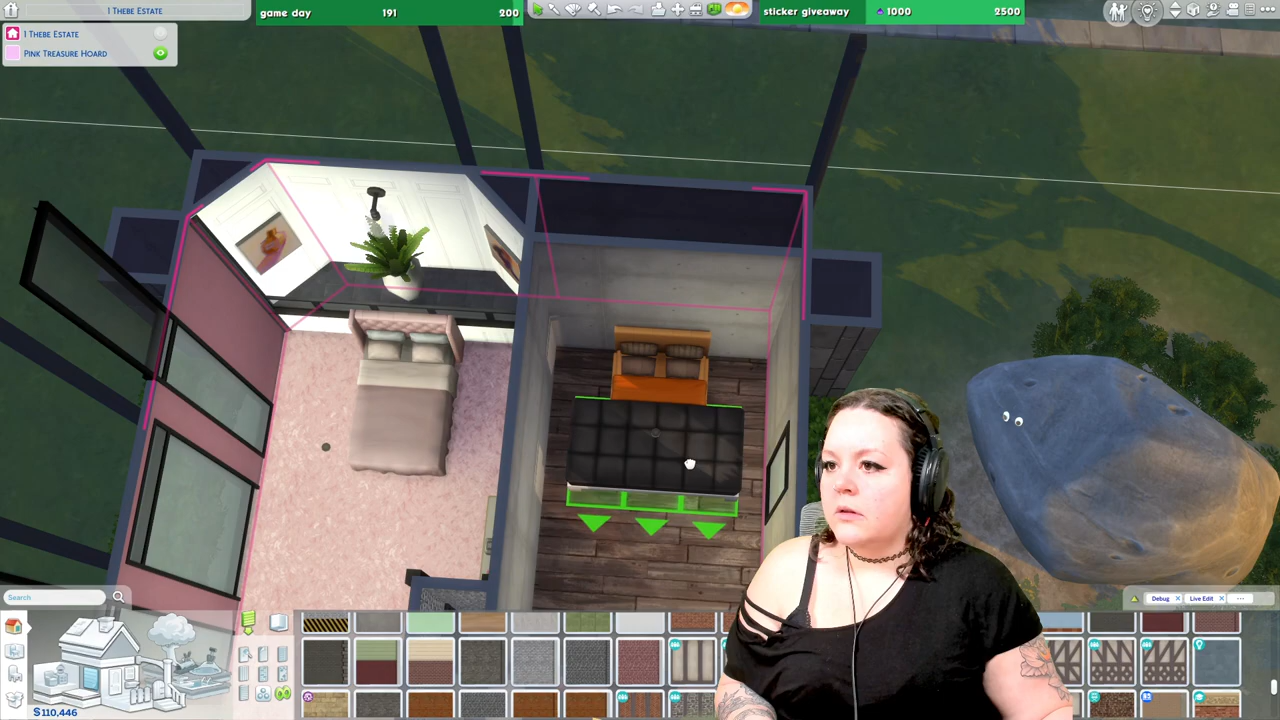 1 THEBE ESTATE
game day 191 200
sticker giveaway 1000 2500
1 THEBE ESTATE
PINK TREASURE HOARD
Search
Debug X Live Edit X ...
§110,446